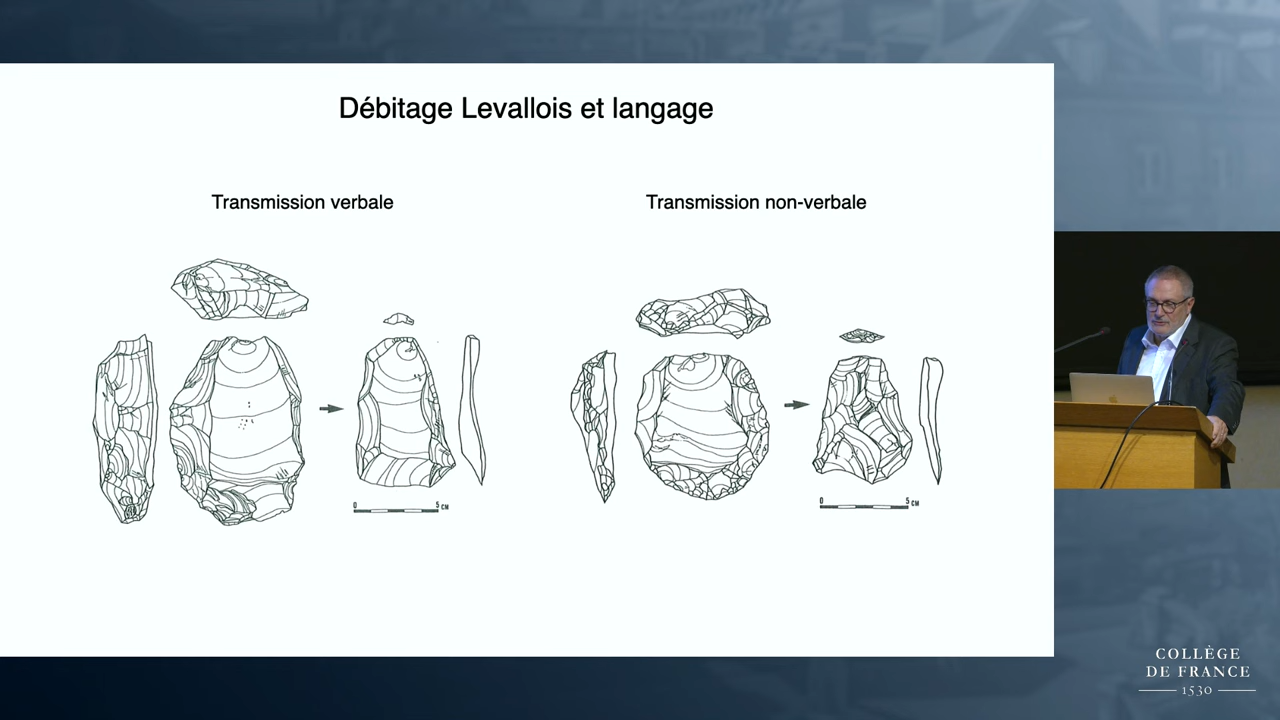 Débitage Levallois et langage
Transmission verbale
Transmission non-verbale
0 5 CM
0 5 CM
COLLÈGE
DE FRANCE
1530